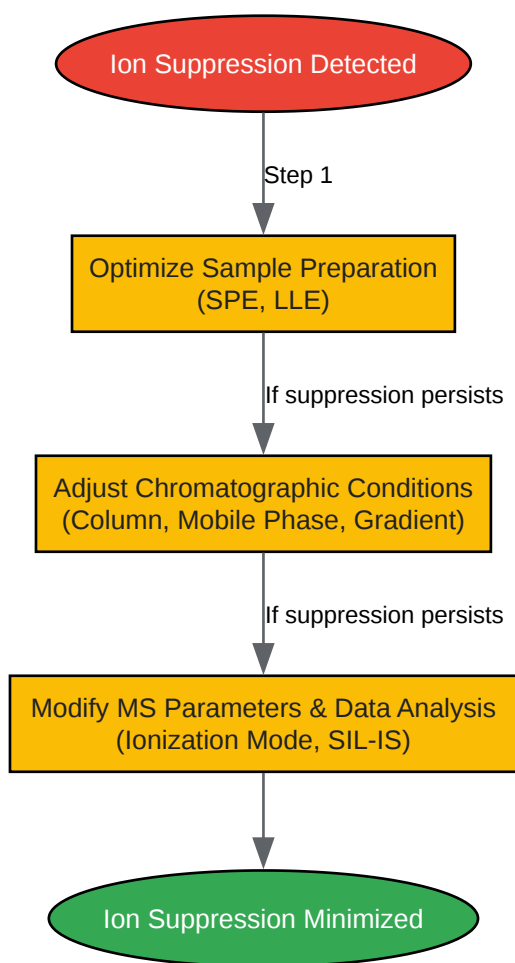 Ion Suppression Detected
Step 1
Optimize Sample Preparation
(SPE, LLE)
If suppression persists
Adjust Chromatographic Conditions
(Column, Mobile Phase, Gradient)
If suppression persists
Modify MS Parameters & Data Analysis
(Ionization Mode, SIL-IS)
Ion Suppression Minimized